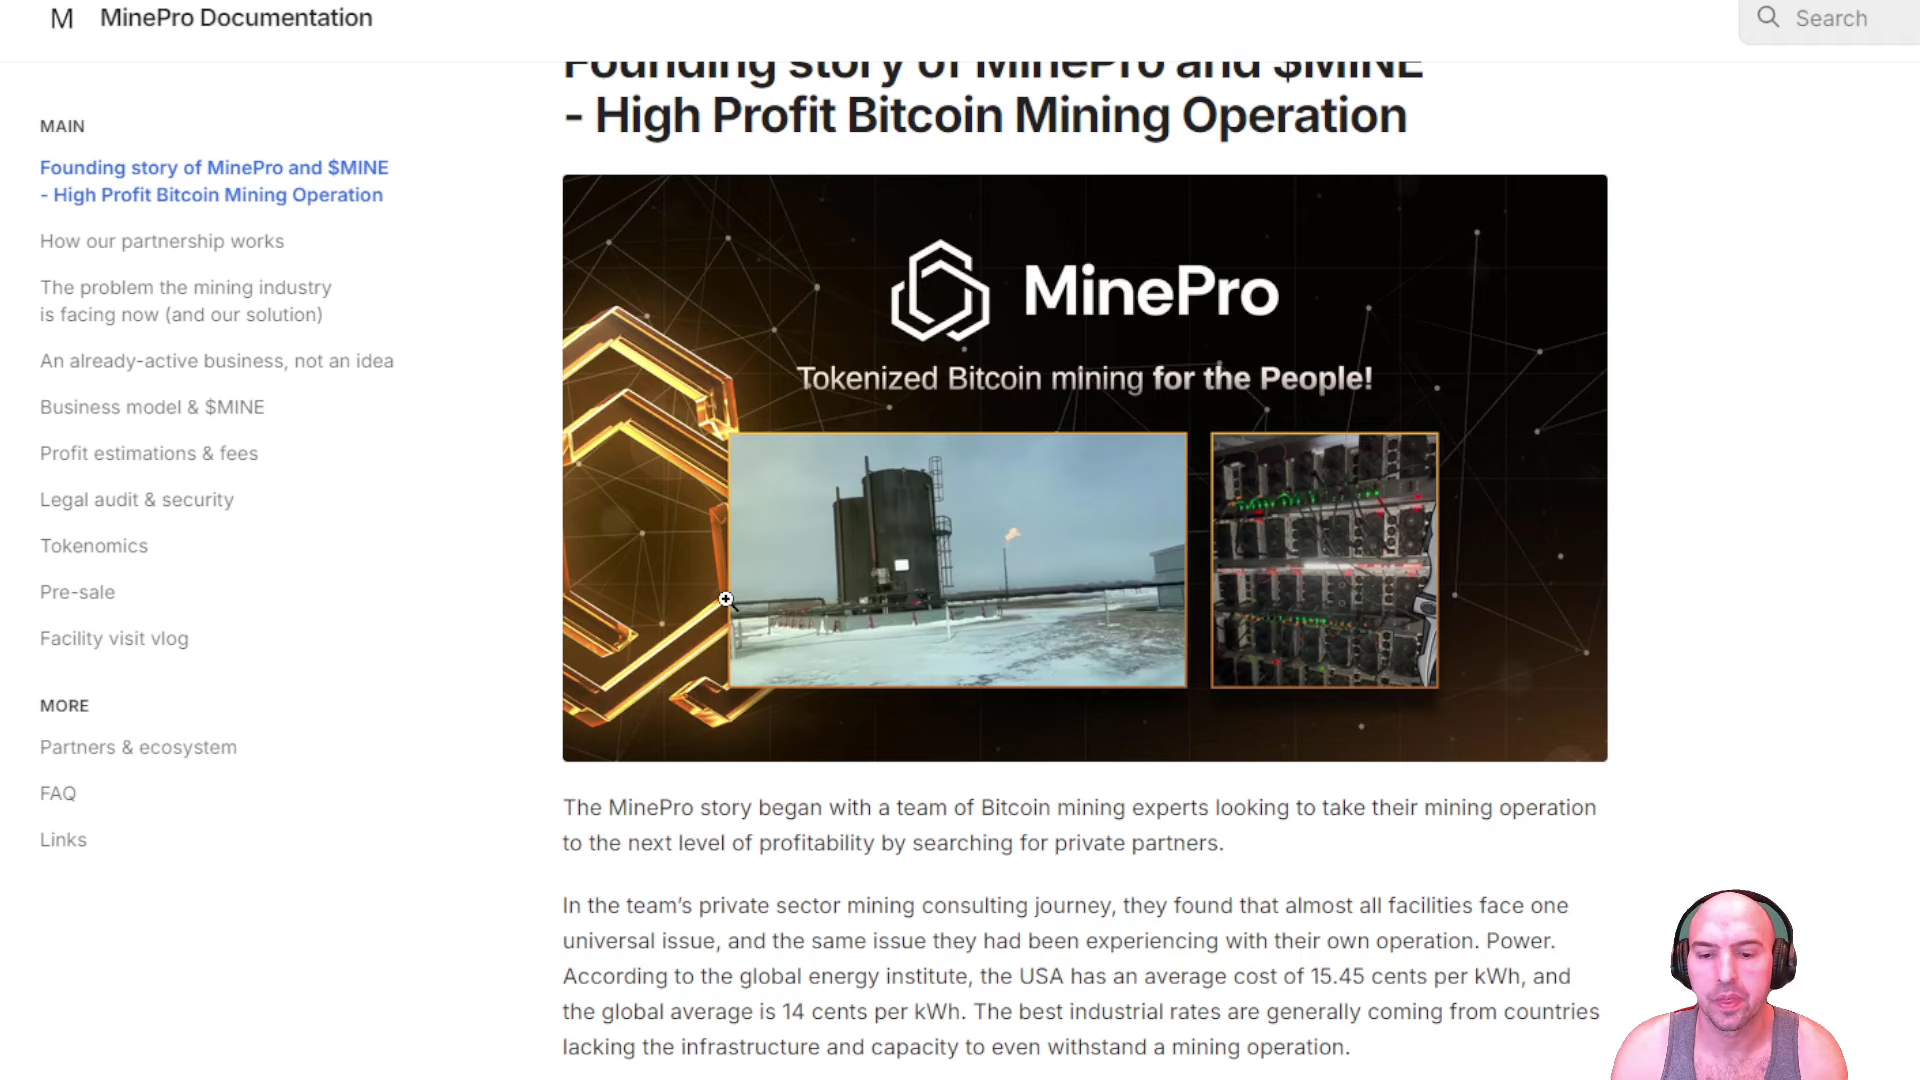 M MinePro Documentation
Search
MAIN
Founding story of MinePro and $MINE
- High Profit Bitcoin Mining Operation
How our partnership works
The problem the mining industry
is facing now (and our solution)
An already-active business, not an idea
Business model & $MINE
Profit estimations & fees
Legal audit & security
Tokenomics
Pre-sale
Facility visit vlog
MORE
Partners & ecosystem
FAQ
Links
Founding story of MinePro and $MINE
- High Profit Bitcoin Mining Operation
MinePro
Tokenized Bitcoin mining for the People!
The MinePro story began with a team of Bitcoin mining experts looking to take their mining operation
to the next level of profitability by searching for private partners.
In the team’s private sector mining consulting journey, they found that almost all facilities face one
universal issue, and the same issue they had been experiencing with their own operation. Power.
According to the global energy institute, the USA has an average cost of 15.45 cents per kWh, and
the global average is 14 cents per kWh. The best industrial rates are generally coming from countries
lacking the infrastructure and capacity to even withstand a mining operation.